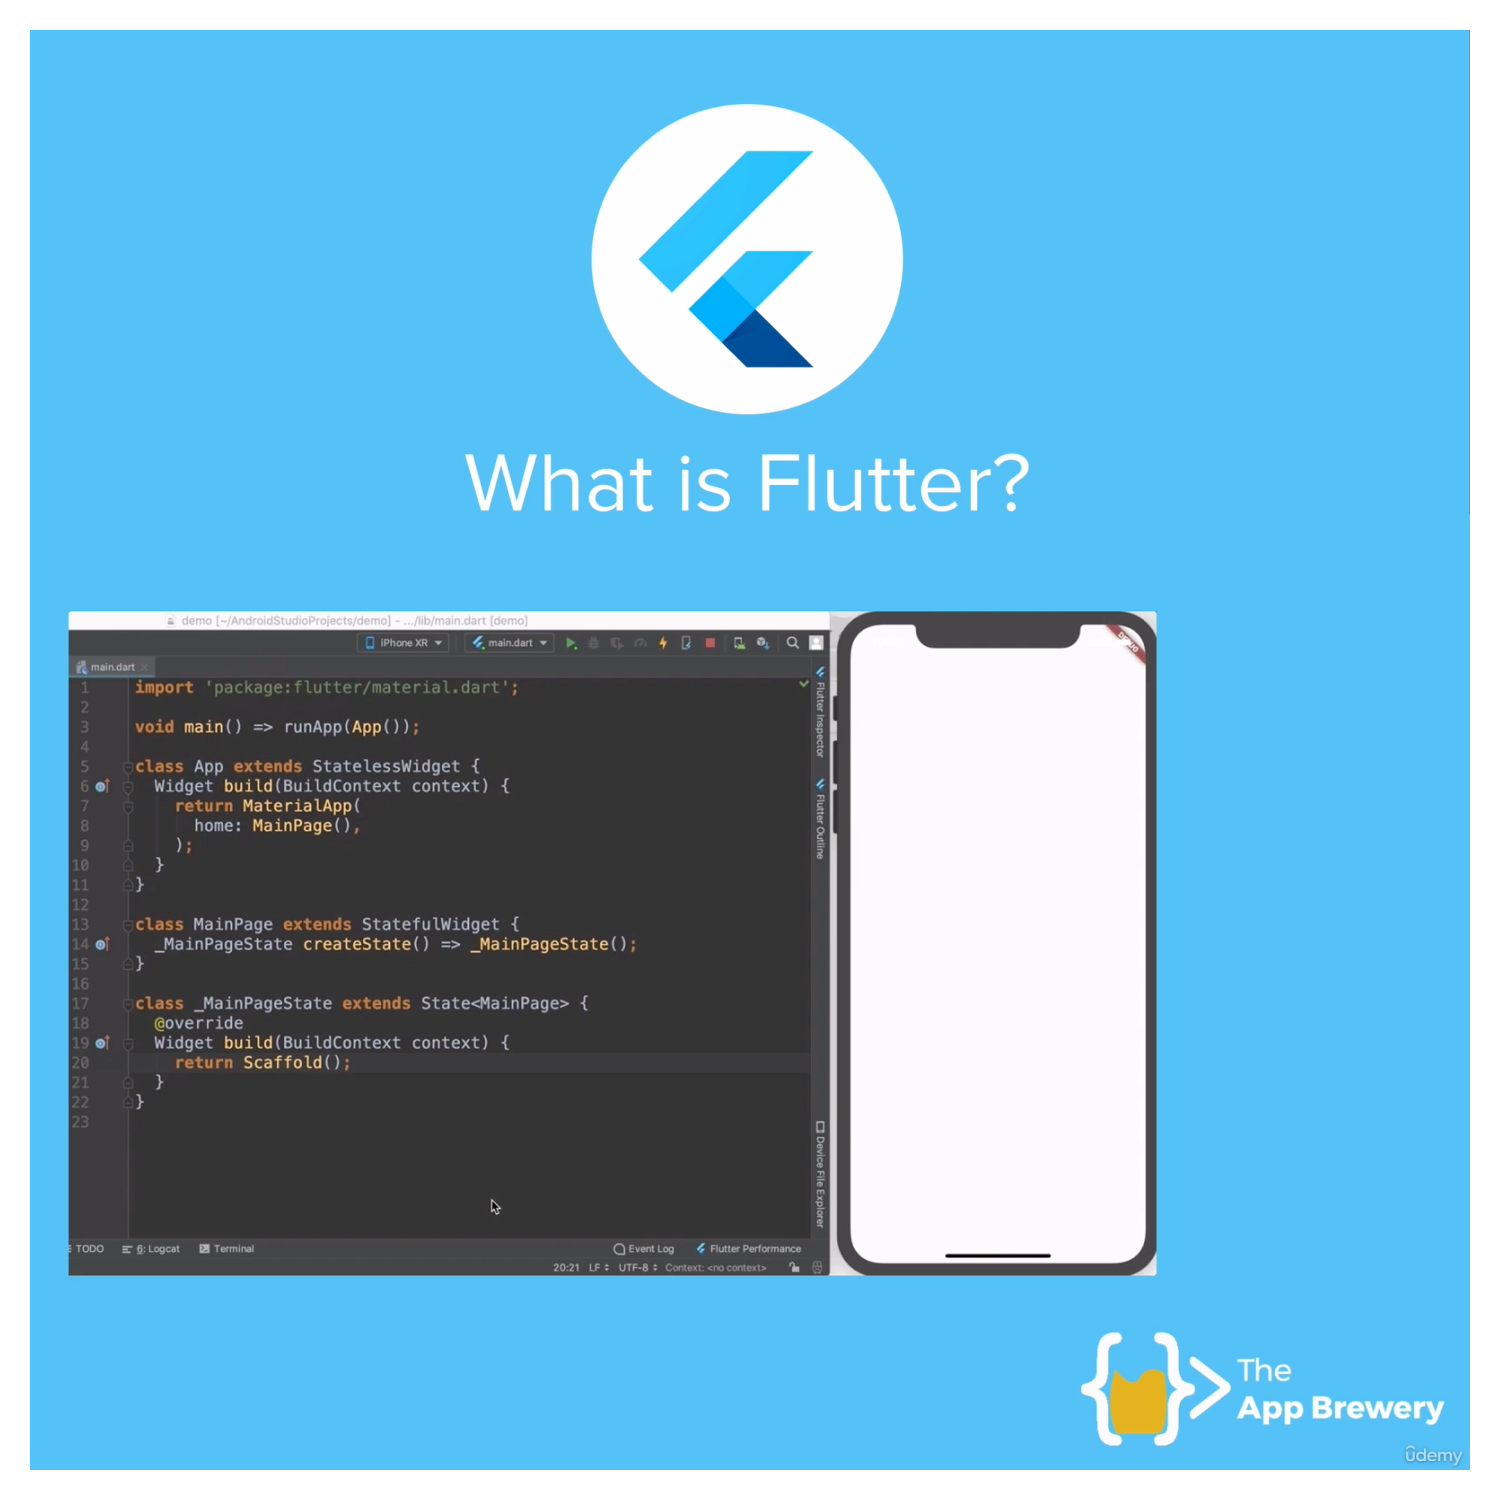 What is Flutter?
demo [~/AndroidStudioProjects/demo] - .../lib/main.dart [demo]
iPhone XR
main.dart
main.dart
1 import 'package:flutter/material.dart';
2
3 void main() => runApp(App());
4
5 class App extends StatelessWidget {
6 Widget build(BuildContext context) {
7 return MaterialApp(
8 home: MainPage(),
9 );
10 }
11 }
12
13 class MainPage extends StatefulWidget {
14 _MainPageState createState() => _MainPageState();
15 }
16
17 class _MainPageState extends State<MainPage> {
18 @override
19 Widget build(BuildContext context) {
20 return Scaffold();
21 }
22 }
23
Flutter Inspector
Flutter Outline
Device File Explorer
DEBUG
TODO 6: Logcat Terminal Event Log Flutter Performance
20:21 LF UTF-8 Context: <no context>
The
App Brewery
ûdemy